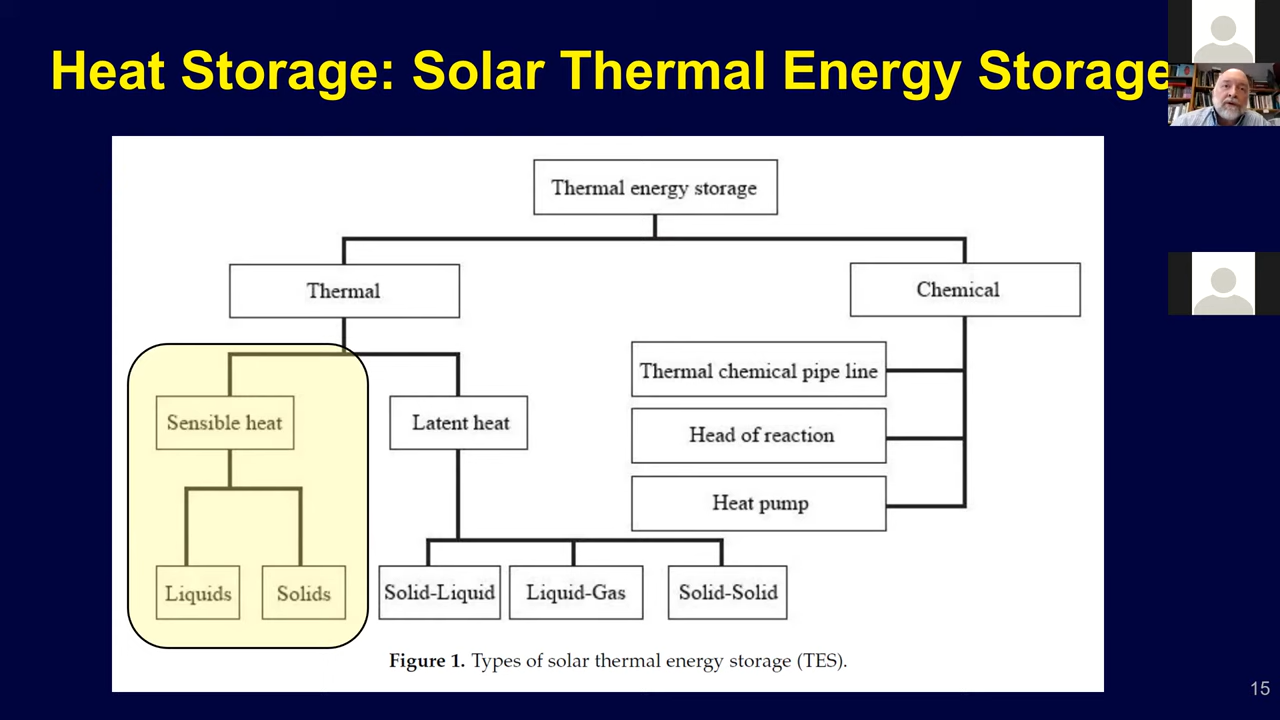 Heat Storage: Solar Thermal Energy Storage
Thermal energy storage
Thermal
Chemical
Thermal chemical pipe line
Sensible heat
Latent heat
Head of reaction
Heat pump
Liquids
Solids
Solid-Liquid
Liquid-Gas
Solid-Solid
Figure 1. Types of solar thermal energy storage (TES).
15